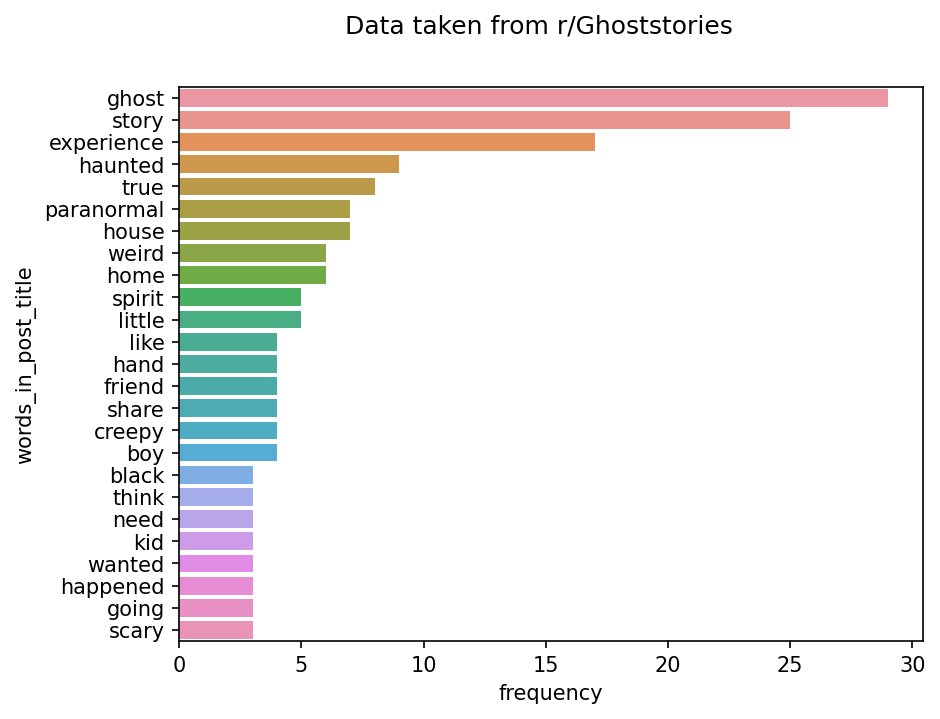 Data taken from r/Ghoststories
words_in_post_title
ghost
story
experience
haunted
true
paranormal
house
weird
home
spirit
little
like
hand
friend
share
creepy
boy
black
think
need
kid
wanted
happened
going
scary
0 5 10 15 20 25 30
frequency